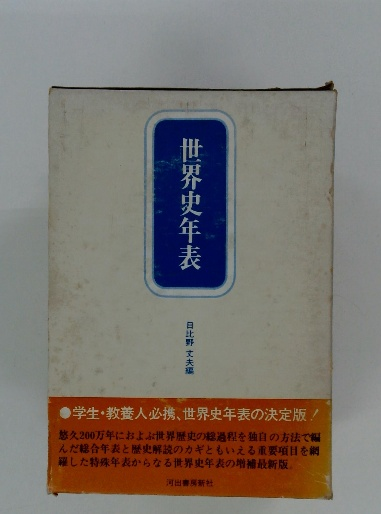 世界史年表
日比野 丈夫編
●学生・教養人必携、世界史年表の決定版！
悠久200万年におよぶ世界歴史の総過程を独自の方法で編
んだ総合年表と歴史解説のカギともいえる重要項目を網
羅した特殊年表からなる世界史年表の増補最新版。
河出書房新社